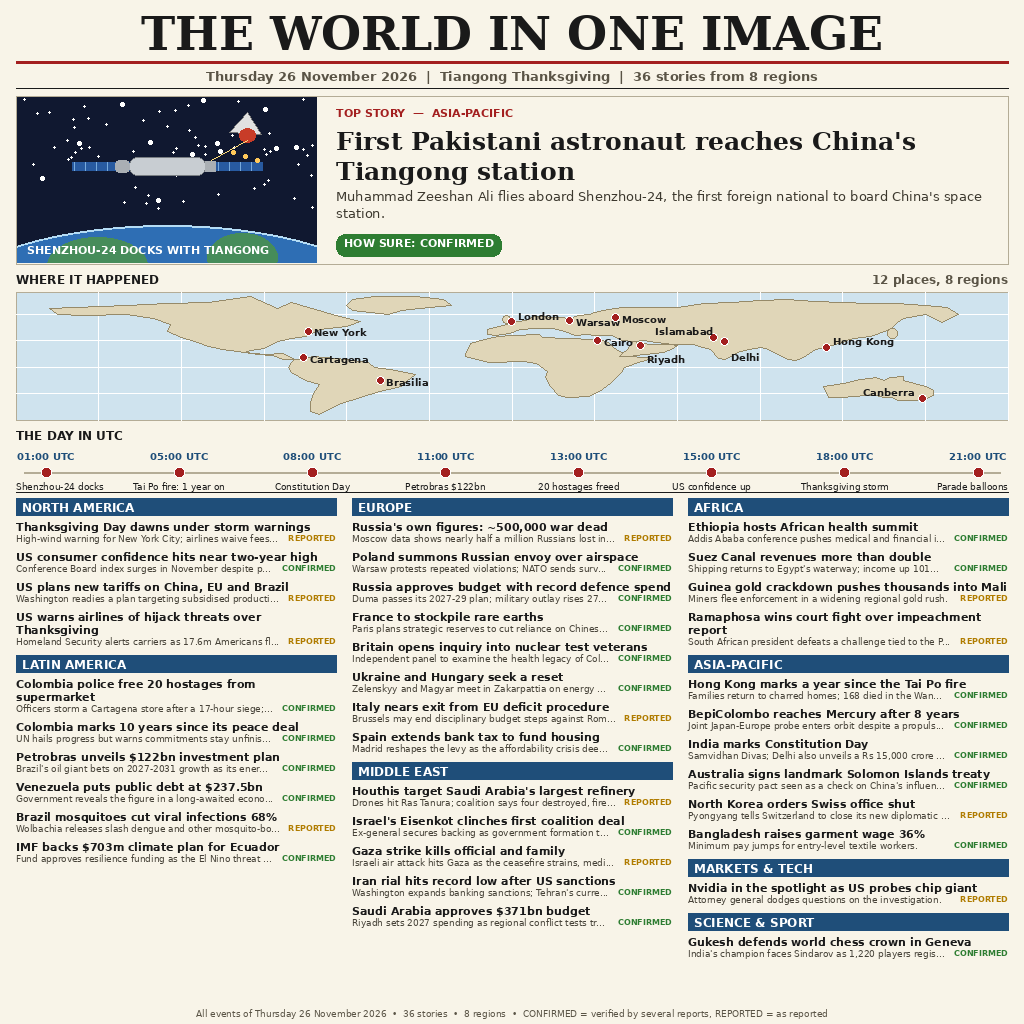 THE WORLD IN ONE IMAGE
Thursday 26 November 2026 | Tiangong Thanksgiving | 36 stories from 8 regions
SHENZHOU-24 DOCKS WITH TIANGONG
TOP STORY — ASIA-PACIFIC
First Pakistani astronaut reaches China's
Tiangong station
Muhammad Zeeshan Ali flies aboard Shenzhou-24, the first foreign national to board China's space
station.
HOW SURE: CONFIRMED
WHERE IT HAPPENED
12 places, 8 regions
London
Warsaw
Moscow
New York
Islamabad
Cairo
Hong Kong
Cartagena
Riyadh
Delhi
Brasilia
Canberra
THE DAY IN UTC
01:00 UTC
05:00 UTC
08:00 UTC
11:00 UTC
13:00 UTC
15:00 UTC
18:00 UTC
21:00 UTC
Shenzhou-24 docks
Tai Po fire: 1 year on
Constitution Day
Petrobras $122bn
20 hostages freed
US confidence up
Thanksgiving storm
Parade balloons
NORTH AMERICA
Thanksgiving Day dawns under storm warnings
High-wind warning for New York City; airlines waive fees... REPORTED
US consumer confidence hits near two-year high
Conference Board index surges in November despite p... CONFIRMED
US plans new tariffs on China, EU and Brazil
Washington readies a plan targeting subsidised producti... REPORTED
US warns airlines of hijack threats over
Thanksgiving
Homeland Security alerts carriers as 17.6m Americans fl... REPORTED
LATIN AMERICA
Colombia police free 20 hostages from
supermarket
Officers storm a Cartagena store after a 17-hour siege;... CONFIRMED
Colombia marks 10 years since its peace deal
UN hails progress but warns commitments stay unfinis... CONFIRMED
Petrobras unveils $122bn investment plan
Brazil's oil giant bets on 2027-2031 growth as its ener... CONFIRMED
Venezuela puts public debt at $237.5bn
Government reveals the figure in a long-awaited econo... CONFIRMED
Brazil mosquitoes cut viral infections 68%
Wolbachia releases slash dengue and other mosquito-bo... REPORTED
IMF backs $703m climate plan for Ecuador
Fund approves resilience funding as the El Nino threat ... CONFIRMED
EUROPE
Russia's own figures: ~500,000 war dead
Moscow data shows nearly half a million Russians lost in... REPORTED
Poland summons Russian envoy over airspace
Warsaw protests repeated violations; NATO sends surv... CONFIRMED
Russia approves budget with record defence spend
Duma passes its 2027-29 plan; military outlay rises 27... CONFIRMED
France to stockpile rare earths
Paris plans strategic reserves to cut reliance on Chines... CONFIRMED
Britain opens inquiry into nuclear test veterans
Independent panel to examine the health legacy of Col... CONFIRMED
Ukraine and Hungary seek a reset
Zelenskyy and Magyar meet in Zakarpattia on energy ... CONFIRMED
Italy nears exit from EU deficit procedure
Brussels may end disciplinary budget steps against Rom... REPORTED
Spain extends bank tax to fund housing
Madrid reshapes the levy as the affordability crisis dee... CONFIRMED
MIDDLE EAST
Houthis target Saudi Arabia's largest refinery
Drones hit Ras Tanura; coalition says four destroyed, fire... REPORTED
Israel's Eisenkot clinches first coalition deal
Ex-general secures backing as government formation t... CONFIRMED
Gaza strike kills official and family
Israeli air attack hits Gaza as the ceasefire strains, medi... REPORTED
Iran rial hits record low after US sanctions
Washington expands banking sanctions; Tehran's curre... CONFIRMED
Saudi Arabia approves $371bn budget
Riyadh sets 2027 spending as regional conflict tests tr... CONFIRMED
AFRICA
Ethiopia hosts African health summit
Addis Ababa conference pushes medical and financial i... CONFIRMED
Suez Canal revenues more than double
Shipping returns to Egypt's waterway; income up 101... CONFIRMED
Guinea gold crackdown pushes thousands into Mali
Miners flee enforcement in a widening regional gold rush. REPORTED
Ramaphosa wins court fight over impeachment
report
South African president defeats a challenge tied to the P... REPORTED
ASIA-PACIFIC
Hong Kong marks a year since the Tai Po fire
Families return to charred homes; 168 died in the Wan... CONFIRMED
BepiColombo reaches Mercury after 8 years
Joint Japan-Europe probe enters orbit despite a propuls... CONFIRMED
India marks Constitution Day
Samvidhan Divas; Delhi also unveils a Rs 15,000 crore ... CONFIRMED
Australia signs landmark Solomon Islands treaty
Pacific security pact seen as a check on China's influen... CONFIRMED
North Korea orders Swiss office shut
Pyongyang tells Switzerland to close its new diplomatic ... REPORTED
Bangladesh raises garment wage 36%
Minimum pay jumps for entry-level textile workers. CONFIRMED
MARKETS & TECH
Nvidia in the spotlight as US probes chip giant
Attorney general dodges questions on the investigation. REPORTED
SCIENCE & SPORT
Gukesh defends world chess crown in Geneva
India's champion faces Sindarov as 1,220 players regis... CONFIRMED
All events of Thursday 26 November 2026 • 36 stories • 8 regions • CONFIRMED = verified by several reports, REPORTED = as reported